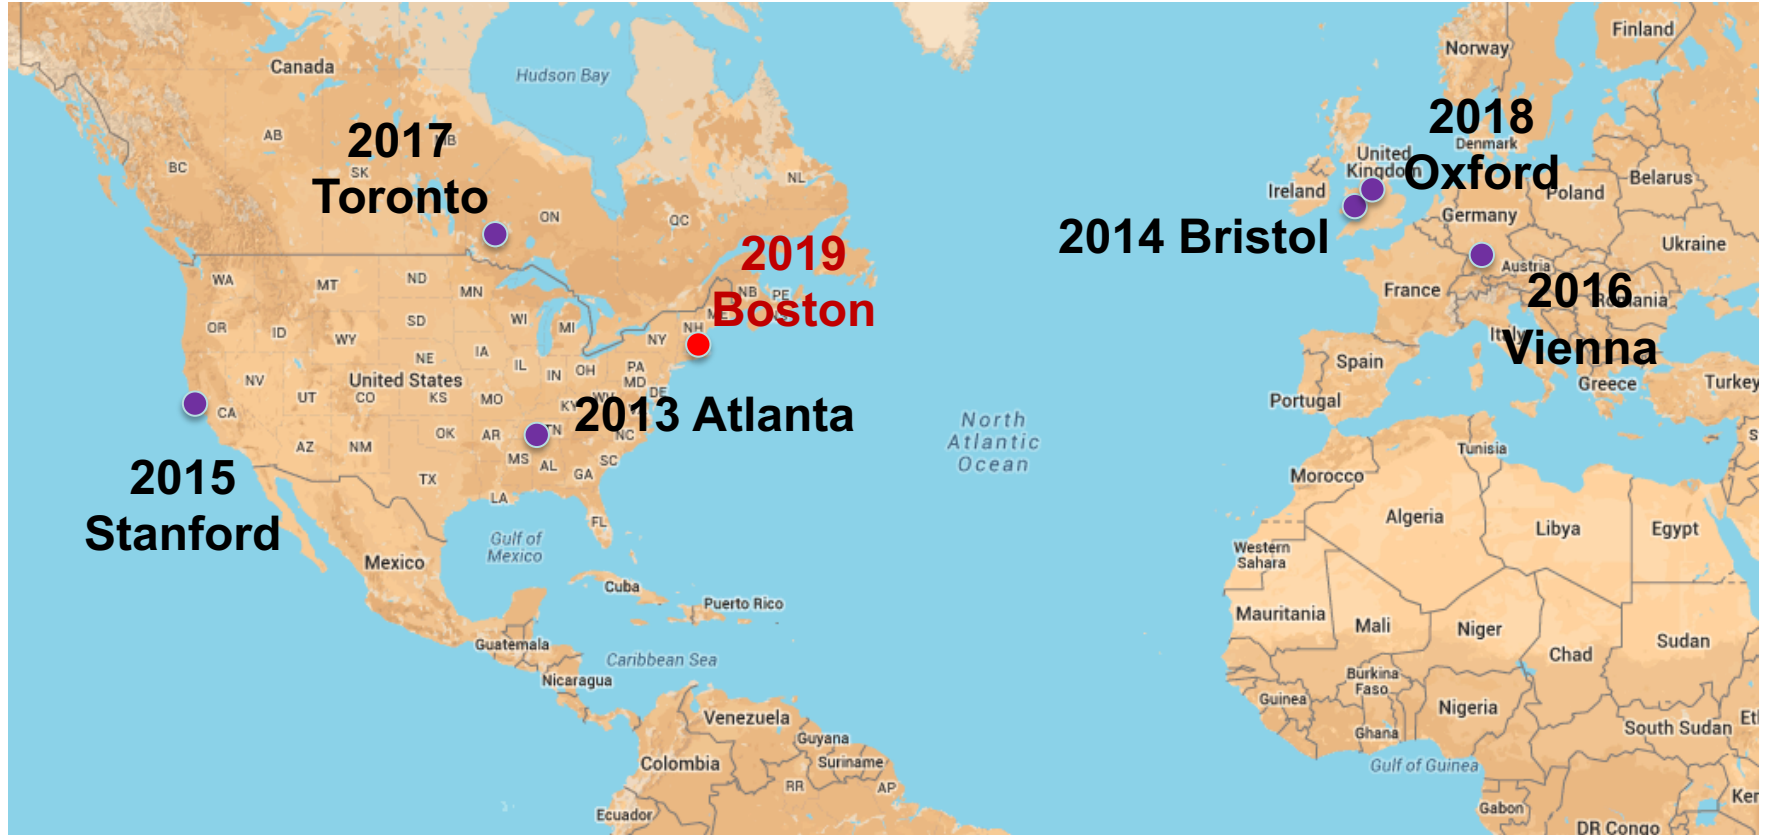 Finland
Norway
Canada
Hudson Bay
2018
Denmark
Oxford
2017
Toronto
AB
SK
BC
United
Kingdom
Ireland
NL
Poland
Belarus
ON
QC
Germany
2014 Bristol
Ukraine
2019
Boston
NB
PE
NH
WA
MT
ND
MN
Austria
France
2016
Vienna
Romania
Italy
OR
ID
WY
SD
WI
MI
NY
NE
IA
IL
IN
OH
PA
MD
DE
Spain
Portugal
Greece
Turkey
NV
UT
United States
CO
KS
MO
KY
CA
2013 Atlanta
TN
NC
North
Atlantic
Ocean
AZ
NM
OK
AR
MS
AL
GA
SC
Tunisia
Morocco
2015
Stanford
TX
LA
FL
Algeria
Libya
Egypt
Gulf of
Mexico
Western
Sahara
Mexico
Cuba
Puerto Rico
Mauritania
Mali
Niger
Chad
Sudan
Guatemala
Caribbean Sea
Nicaragua
Burkina
Faso
Guinea
Nigeria
Venezuela
Guyana
Suriname
Ghana
South Sudan
Colombia
Gulf of Guinea
RR
AP
Ecuador
Gabon
DR Congo